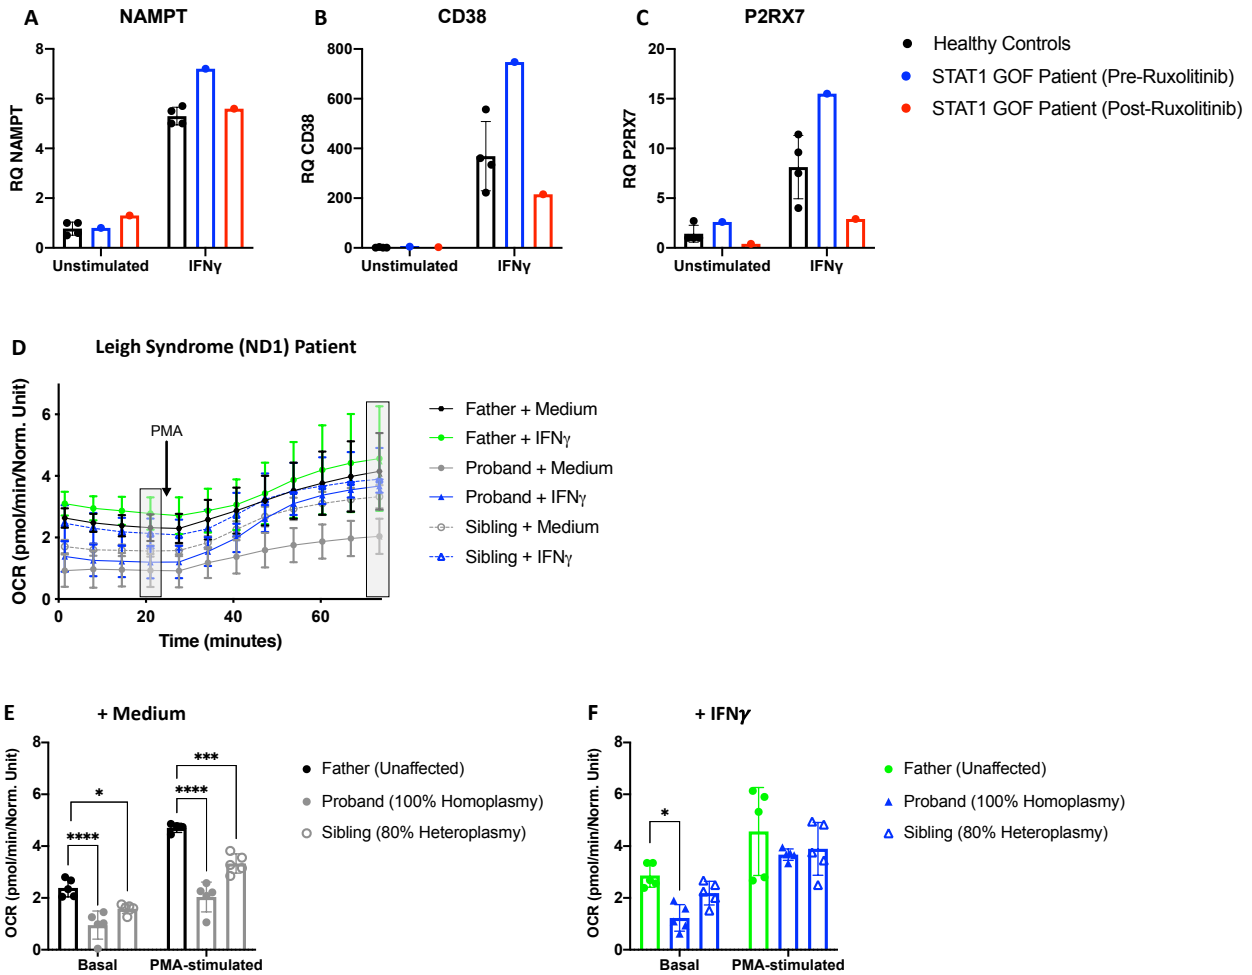 A NAMPT
8
6
4
2
0
RQ NAMPT
Unstimulated IFNγ
B CD38
800
600
400
200
0
RQ CD38
Unstimulated IFNγ
C P2RX7
20
15
10
5
0
RQ P2RX7
Unstimulated IFNγ
Healthy Controls
STAT1 GOF Patient (Pre-Ruxolitinib)
STAT1 GOF Patient (Post-Ruxolitinib)
D Leigh Syndrome (ND1) Patient
OCR (pmol/min/Norm. Unit)
6
4
2
0
PMA
0 20 40 60
Time (minutes)
Father + Medium
Father + IFNγ
Proband + Medium
Proband + IFNγ
Sibling + Medium
Sibling + IFNγ
E + Medium
OCR (pmol/min/Norm. Unit)
8
6
4
2
0
****
*
****
***
Basal PMA-stimulated
Father (Unaffected)
Proband (100% Homoplasmy)
Sibling (80% Heteroplasmy)
F + IFNγ
OCR (pmol/min/Norm. Unit)
8
6
4
2
0
*
Basal PMA-stimulated
Father (Unaffected)
Proband (100% Homoplasmy)
Sibling (80% Heteroplasmy)